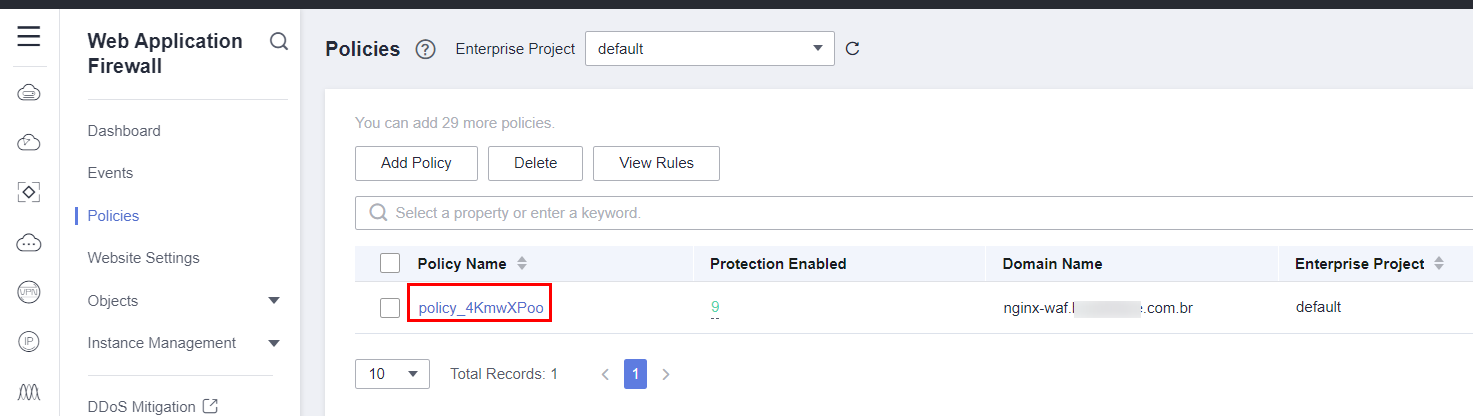 Web Application
Firewall
Dashboard
Events
Policies
Website Settings
Objects
Instance Management
DDoS Mitigation
VPN
IP
Policies ? Enterprise Project default
You can add 29 more policies.
Add Policy Delete View Rules
Select a property or enter a keyword.
Policy Name Protection Enabled Domain Name Enterprise Project
policy_4KmwXPoo 9 nginx-waf. e.com.br default
10 Total Records: 1 < 1 >